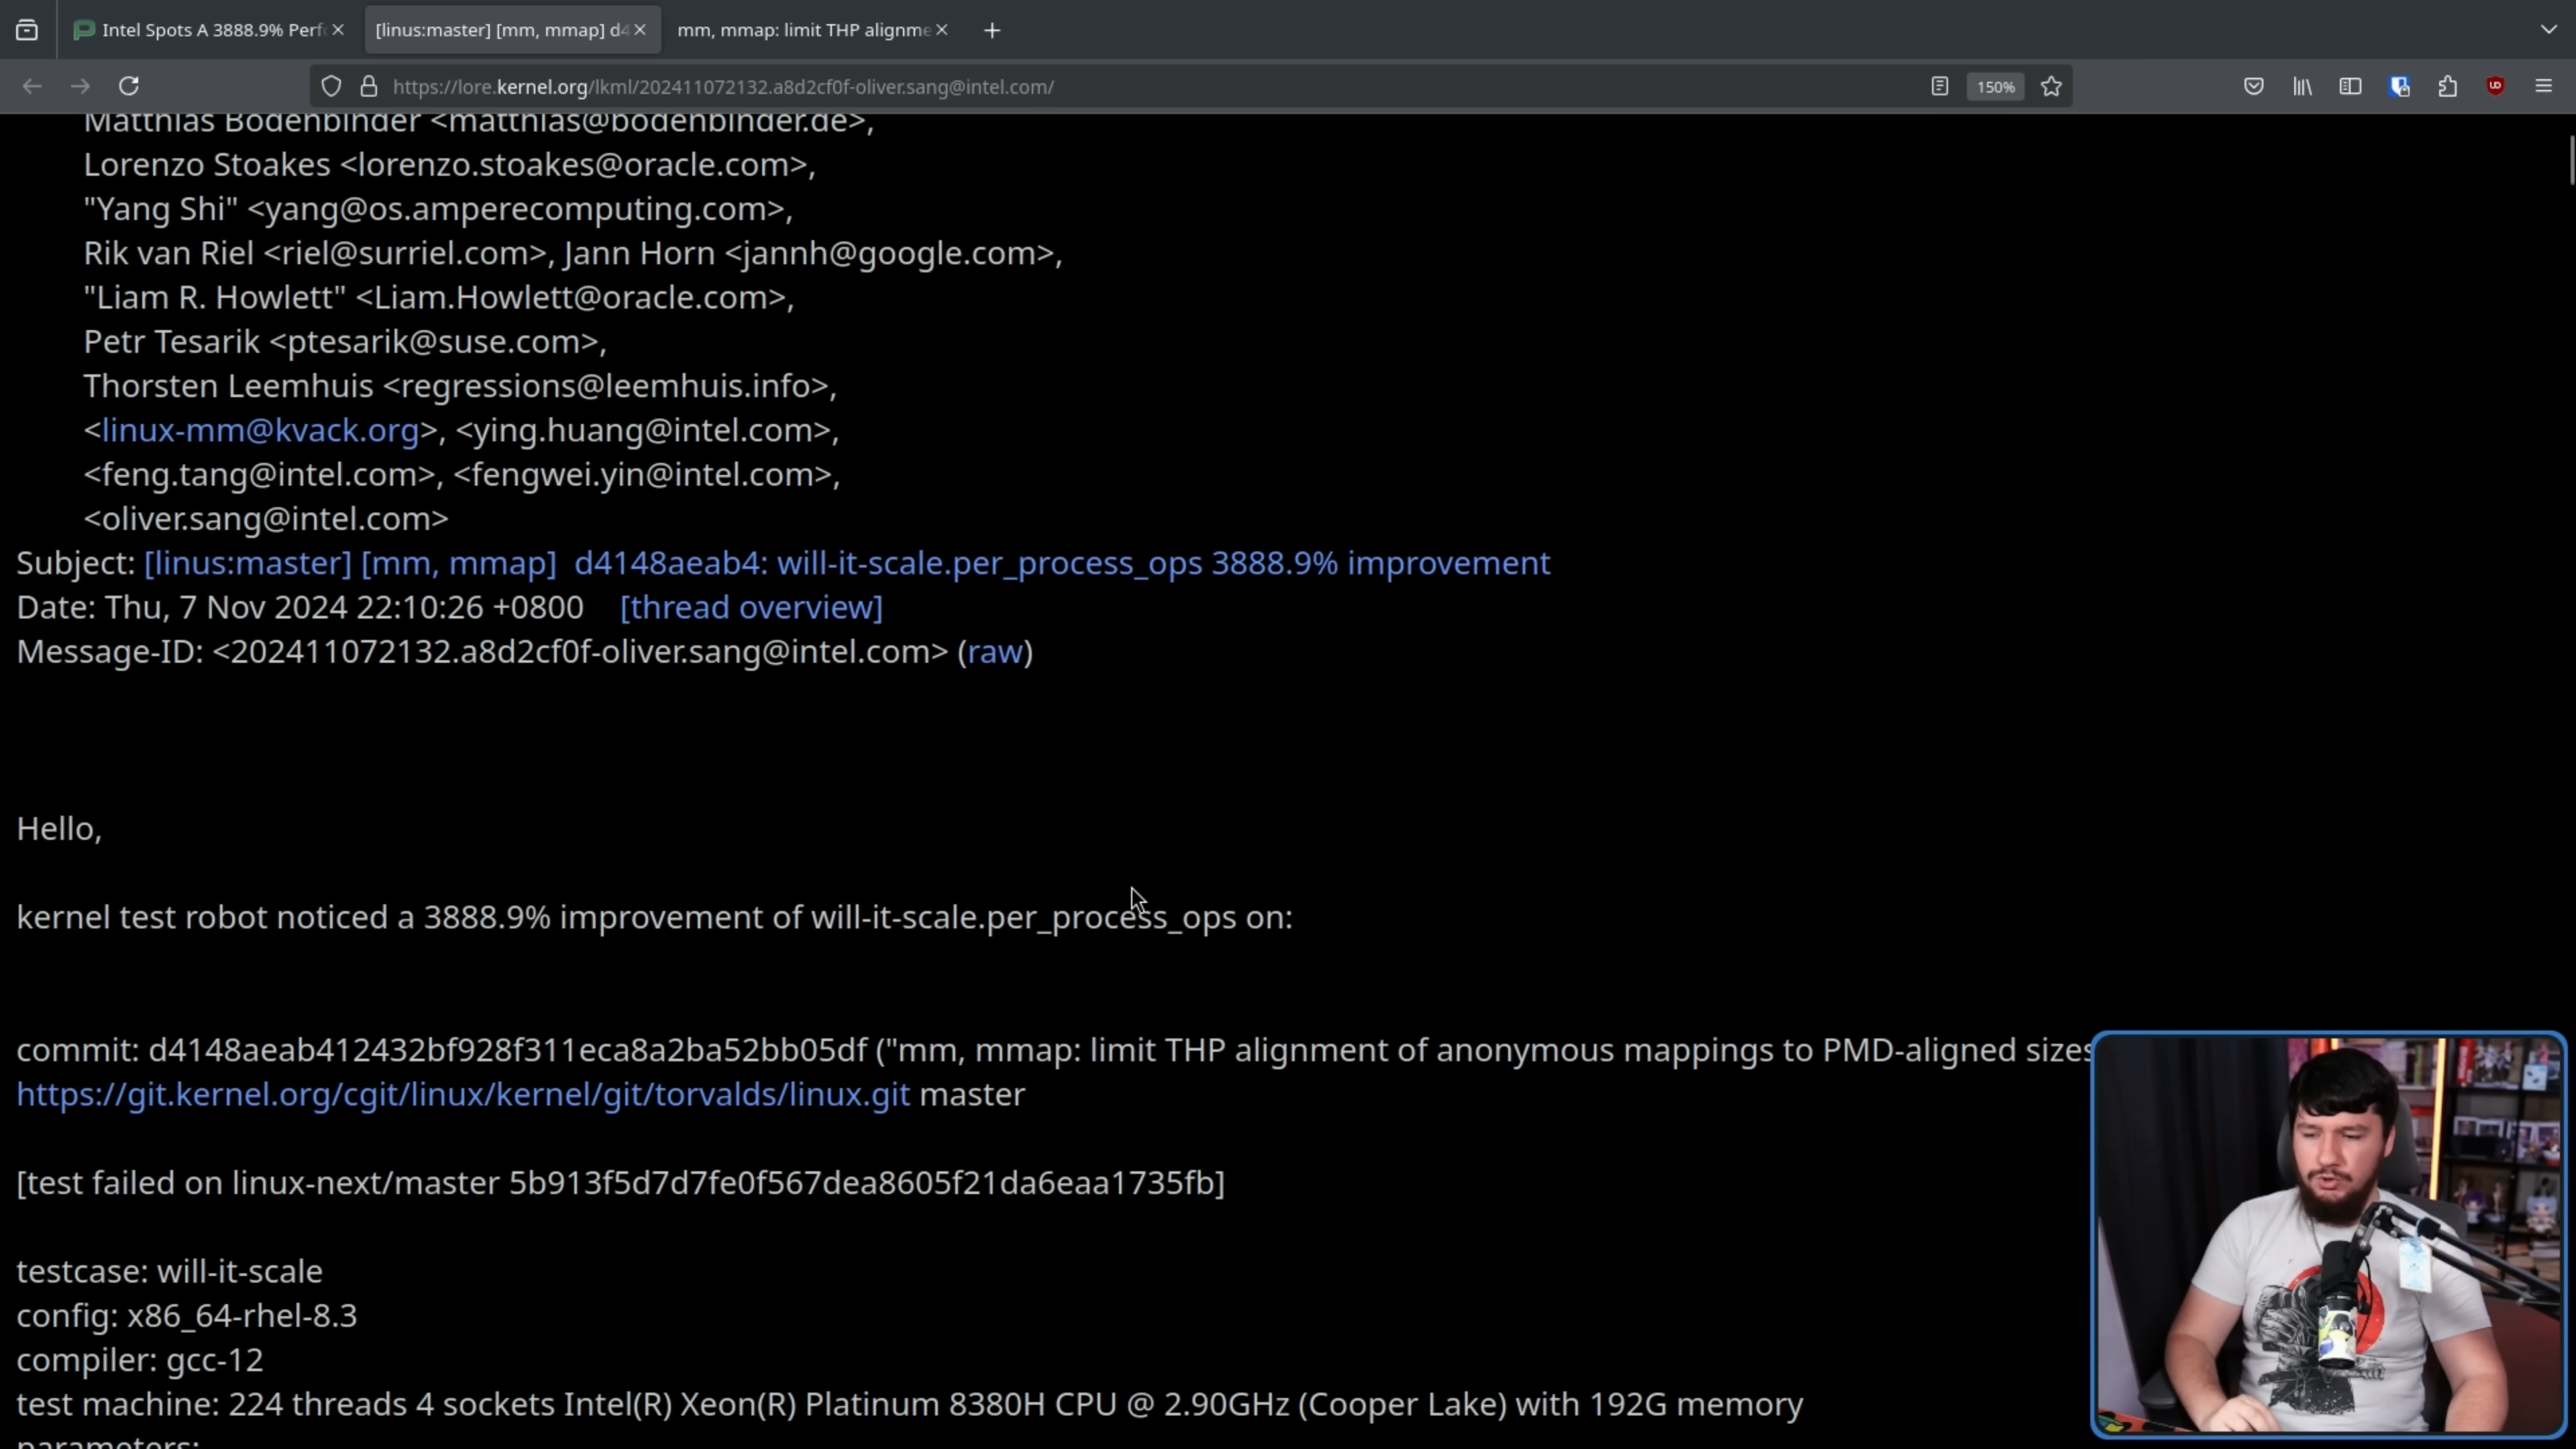 Intel Spots A 3888.9% Perf
[linus:master] [mm, mmap] d4
mm, mmap: limit THP alignme
https://lore.kernel.org/lkml/202411072132.a8d2cf0f-oliver.sang@intel.com/
150%
Matthias Bodenbinder <matthias@bodenbinder.de>,
Lorenzo Stoakes <lorenzo.stoakes@oracle.com>,
"Yang Shi" <yang@os.amperecomputing.com>,
Rik van Riel <riel@surriel.com>, Jann Horn <jannh@google.com>,
"Liam R. Howlett" <Liam.Howlett@oracle.com>,
Petr Tesarik <ptesarik@suse.com>,
Thorsten Leemhuis <regressions@leemhuis.info>,
<linux-mm@kvack.org>, <ying.huang@intel.com>,
<feng.tang@intel.com>, <fengwei.yin@intel.com>,
<oliver.sang@intel.com>
Subject: [linus:master] [mm, mmap]  d4148aeab4: will-it-scale.per_process_ops 3888.9% improvement
Date: Thu, 7 Nov 2024 22:10:26 +0800 [thread overview]
Message-ID: <202411072132.a8d2cf0f-oliver.sang@intel.com> (raw)
Hello,
kernel test robot noticed a 3888.9% improvement of will-it-scale.per_process_ops on:
commit: d4148aeab412432bf928f311eca8a2ba52bb05df ("mm, mmap: limit THP alignment of anonymous mappings to PMD-aligned sizes
https://git.kernel.org/cgit/linux/kernel/git/torvalds/linux.git master
[test failed on linux-next/master 5b913f5d7d7fe0f567dea8605f21da6eaa1735fb]
testcase: will-it-scale
config: x86_64-rhel-8.3
compiler: gcc-12
test machine: 224 threads 4 sockets Intel(R) Xeon(R) Platinum 8380H CPU @ 2.90GHz (Cooper Lake) with 192G memory
parameters: